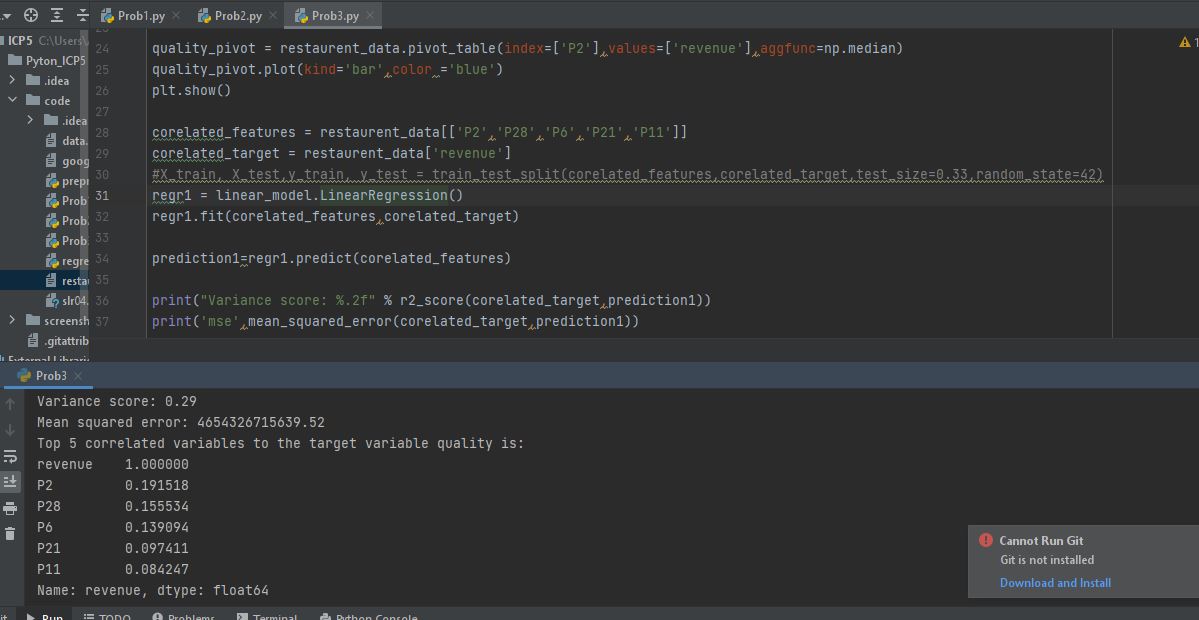 Prob1.py
Prob2.py
Prob3.py
ICP5 C:\Users\
Pyton_ICP5
.idea
code
.idea
data.
goog
prepr
Prob
Prob.
Prob
regre
resta
slr04.
screensh
.gitattrib
External Librari
1
24 quality_pivot = restaurent_data.pivot_table(index=['P2'],values=['revenue'],aggfunc=np.median)
25 quality_pivot.plot(kind='bar',color ='blue')
26 plt.show()
27
28 corelated_features = restaurent_data[['P2','P28','P6','P21','P11']]
29 corelated_target = restaurent_data['revenue']
30 #X_train, X_test,y_train, y_test = train_test_split(corelated_features,corelated_target,test_size=0.33,random_state=42)
31 regr1 = linear_model.LinearRegression()
32 regr1.fit(corelated_features,corelated_target)
33
34 prediction1=regr1.predict(corelated_features)
35
36 print("Variance score: %.2f" % r2_score(corelated_target,prediction1))
37 print('mse',mean_squared_error(corelated_target,prediction1))
Prob3
Variance score: 0.29
Mean squared error: 4654326715639.52
Top 5 correlated variables to the target variable quality is:
revenue 1.000000
P2 0.191518
P28 0.155534
P6 0.139094
P21 0.097411
P11 0.084247
Name: revenue, dtype: float64
Cannot Run Git
Git is not installed
Download and Install
it Run TODO Problems Terminal Python Console